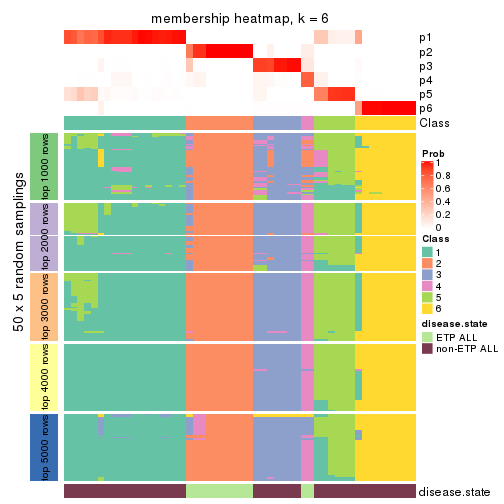 membership heatmap, k = 6
p1
p2
p3
p4
p5
p6
Class
50 x 5 random samplings
top 1000 rows
top 2000 rows
top 3000 rows
top 4000 rows
top 5000 rows
Prob
1
0.8
0.6
0.4
0.2
0
Class
1
2
3
4
5
6
disease.state
ETP ALL
non-ETP ALL
disease.state